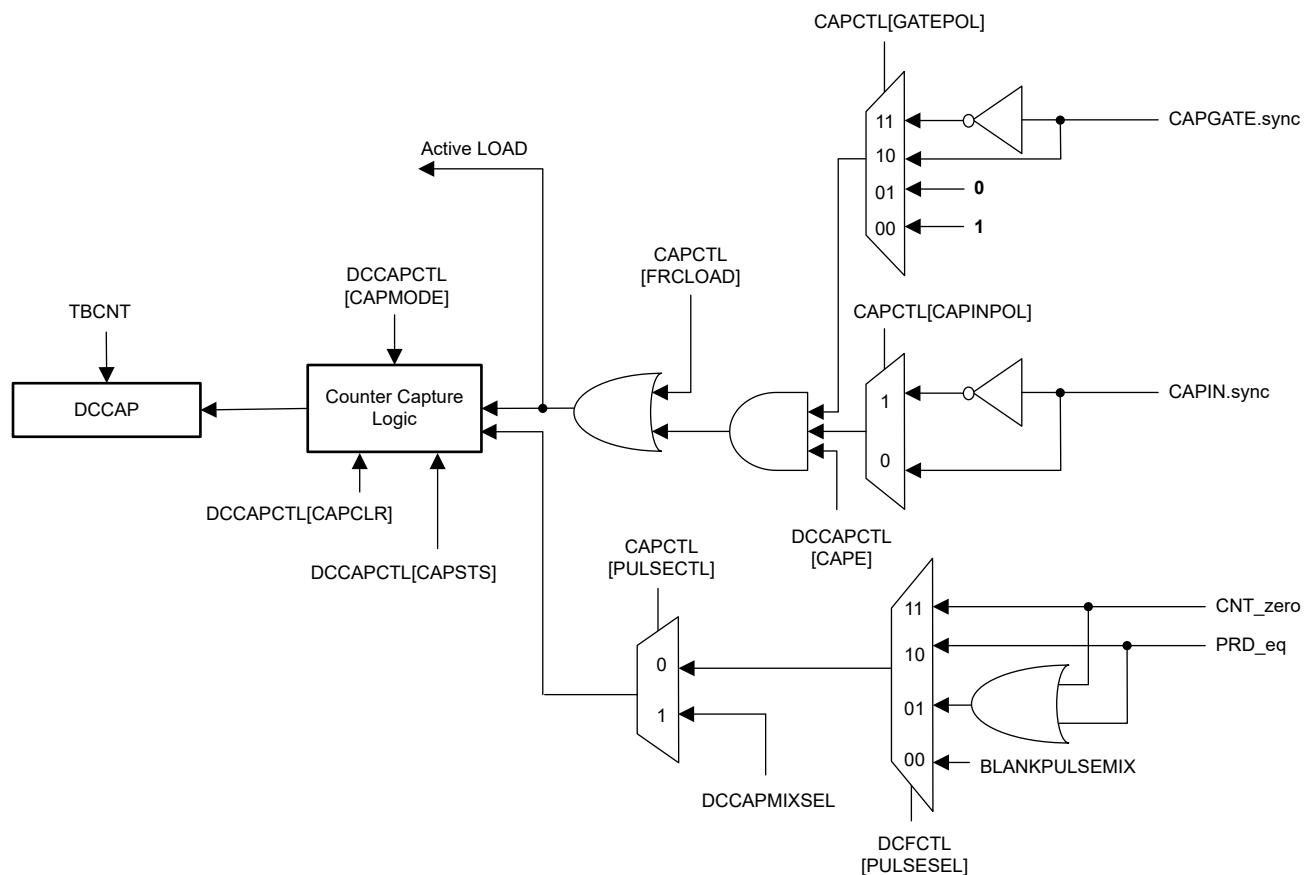 CAPCTL[GATEPOL]
11
10
01
00
CAPGATE.sync
0
1
Active LOAD
CAPCTL
[FRCLOAD]
DCCAPCTL
[CAPMODE]
TBCNT
DCCAP
Counter Capture
Logic
CAPCTL[CAPINPOL]
1
0
CAPIN.sync
DCCAPCTL[CAPCLR]
DCCAPCTL[CAPSTS]
DCCAPCTL
[CAPE]
CAPCTL
[PULSECTL]
0
1
DCCAPMIXSEL
11
10
01
00
CNT_zero
PRD_eq
BLANKPULSEMIX
DCFCTL
[PULSESEL]